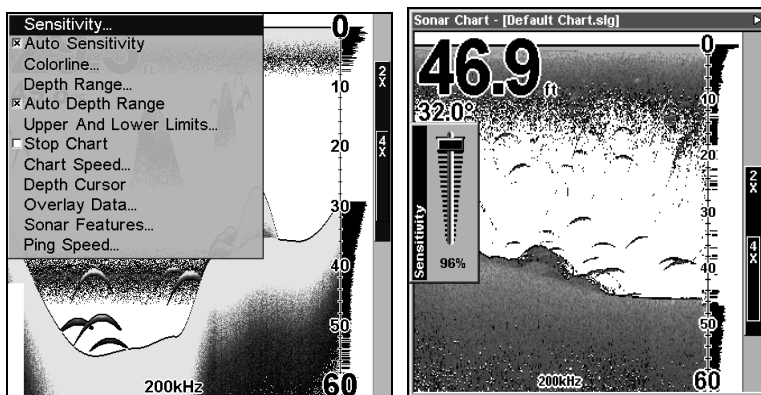 Sensitivity...
Auto Sensitivity
Colorline...
Depth Range...
Auto Depth Range
Upper And Lower Limits...
Stop Chart
Chart Speed...
Depth Cursor
Overlay Data...
Sonar Features...
Ping Speed...
0
10
20
30
40
50
60
2X
4X
200kHz
Sonar Chart - [Default Chart.slg]
46.9 ft
32.0°
Sensitivity
96%
0
10
20
30
40
50
60
2X
4X
200kHz